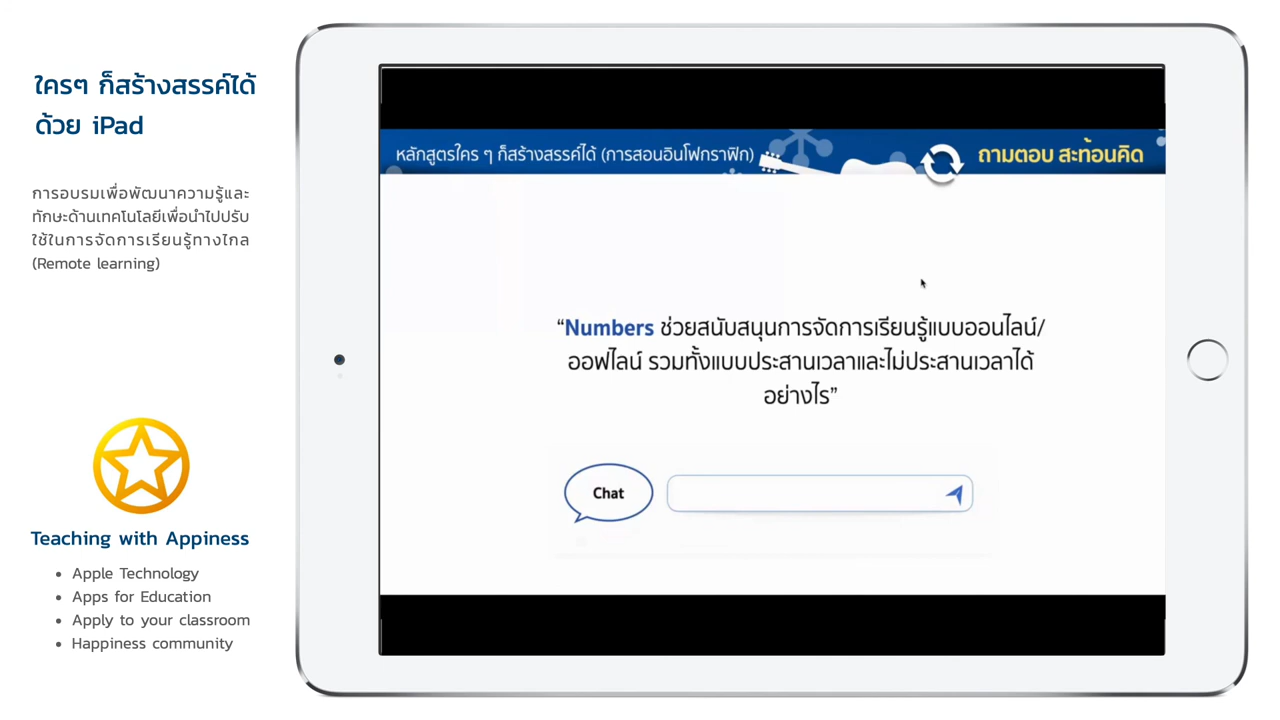 ใครๆ ก็สร้างสรรค์ได้
ด้วย iPad
การอบรมเพื่อพัฒนาความรู้และ
ทักษะด้านเทคโนโลยีเพื่อนำไปปรับ
ใช้ในการจัดการเรียนรู้ทางไกล
(Remote learning)
Teaching with Appiness
• Apple Technology
• Apps for Education
• Apply to your classroom
• Happiness community
หลักสูตรใคร ๆ ก็สร้างสรรค์ได้ (การสอนอินโฟกราฟิก)
ถามตอบ สะท้อนคิด
“Numbers ช่วยสนับสนุนการจัดการเรียนรู้แบบออนไลน์/
ออฟไลน์ รวมทั้งแบบประสานเวลาและไม่ประสานเวลาได้
อย่างไร”
Chat